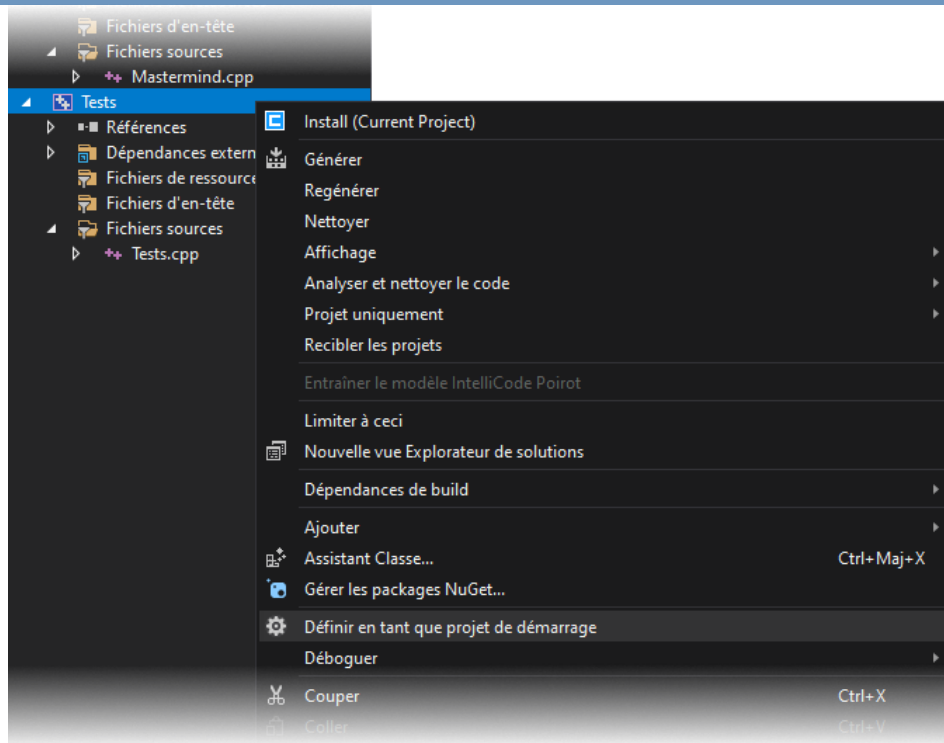 Fichiers d'en-tête
Fichiers sources
Mastermind.cpp
Tests
Références
Dépendances extern
Fichiers de ressource
Fichiers d'en-tête
Fichiers sources
Tests.cpp
Install (Current Project)
Générer
Regénérer
Nettoyer
Affichage
Analyser et nettoyer le code
Projet uniquement
Recibler les projets
Entraîner le modèle IntelliCode Poirot
Limiter à ceci
Nouvelle vue Explorateur de solutions
Dépendances de build
Ajouter
Assistant Classe... Ctrl+Maj+X
Gérer les packages NuGet...
Définir en tant que projet de démarrage
Déboguer
Couper Ctrl+X
Coller Ctrl+V